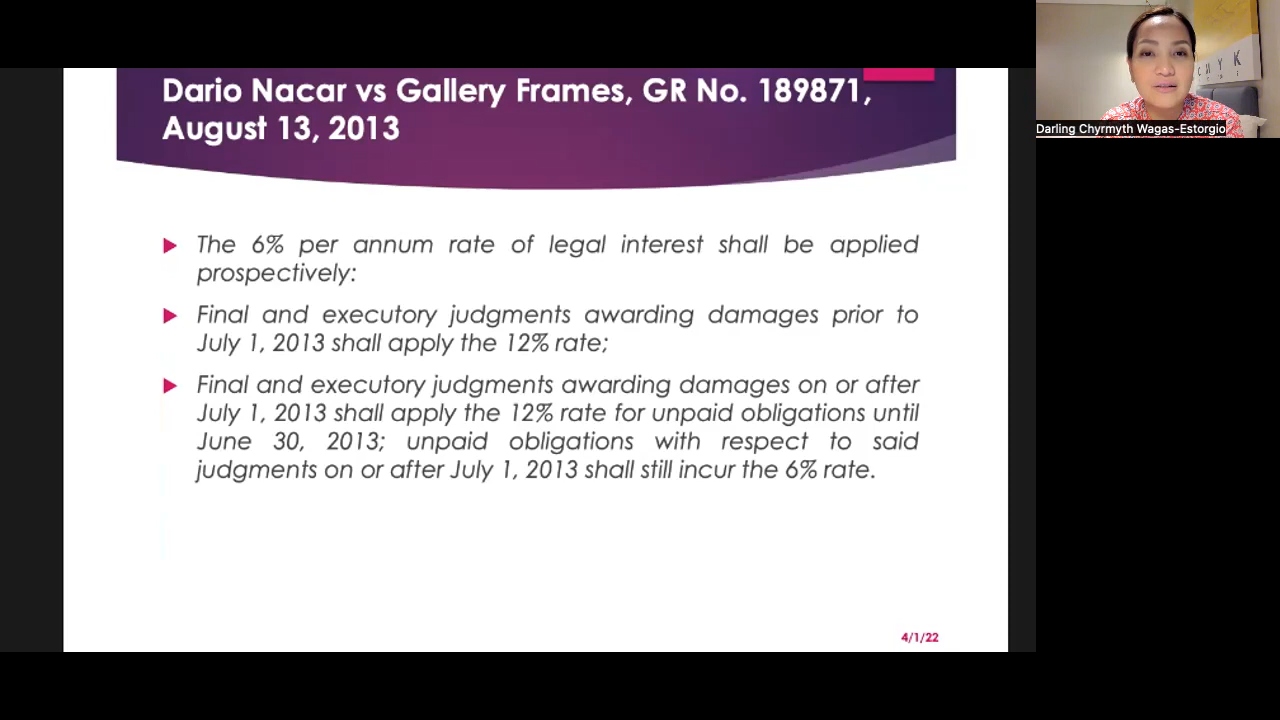 Dario Nacar vs Gallery Frames, GR No. 189871,
August 13, 2013
The 6% per annum rate of legal interest shall be applied
prospectively:
Final and executory judgments awarding damages prior to
July 1, 2013 shall apply the 12% rate;
Final and executory judgments awarding damages on or after
July 1, 2013 shall apply the 12% rate for unpaid obligations until
June 30, 2013; unpaid obligations with respect to said
judgments on or after July 1, 2013 shall still incur the 6% rate.
4/1/22
Darling Chyrmyth Wagas-Estorgio